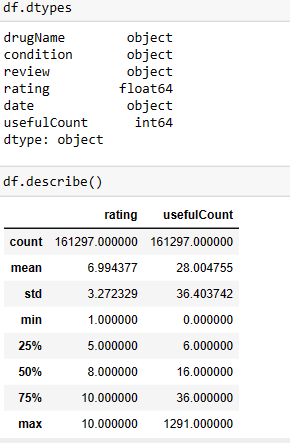 df.dtypes
drugName object
condition object
review object
rating float64
date object
usefulCount int64
dtype: object
df.describe()
rating usefulCount
count 161297.000000 161297.000000
mean 6.994377 28.004755
std 3.272329 36.403742
min 1.000000 0.000000
25% 5.000000 6.000000
50% 8.000000 16.000000
75% 10.000000 36.000000
max 10.000000 1291.000000